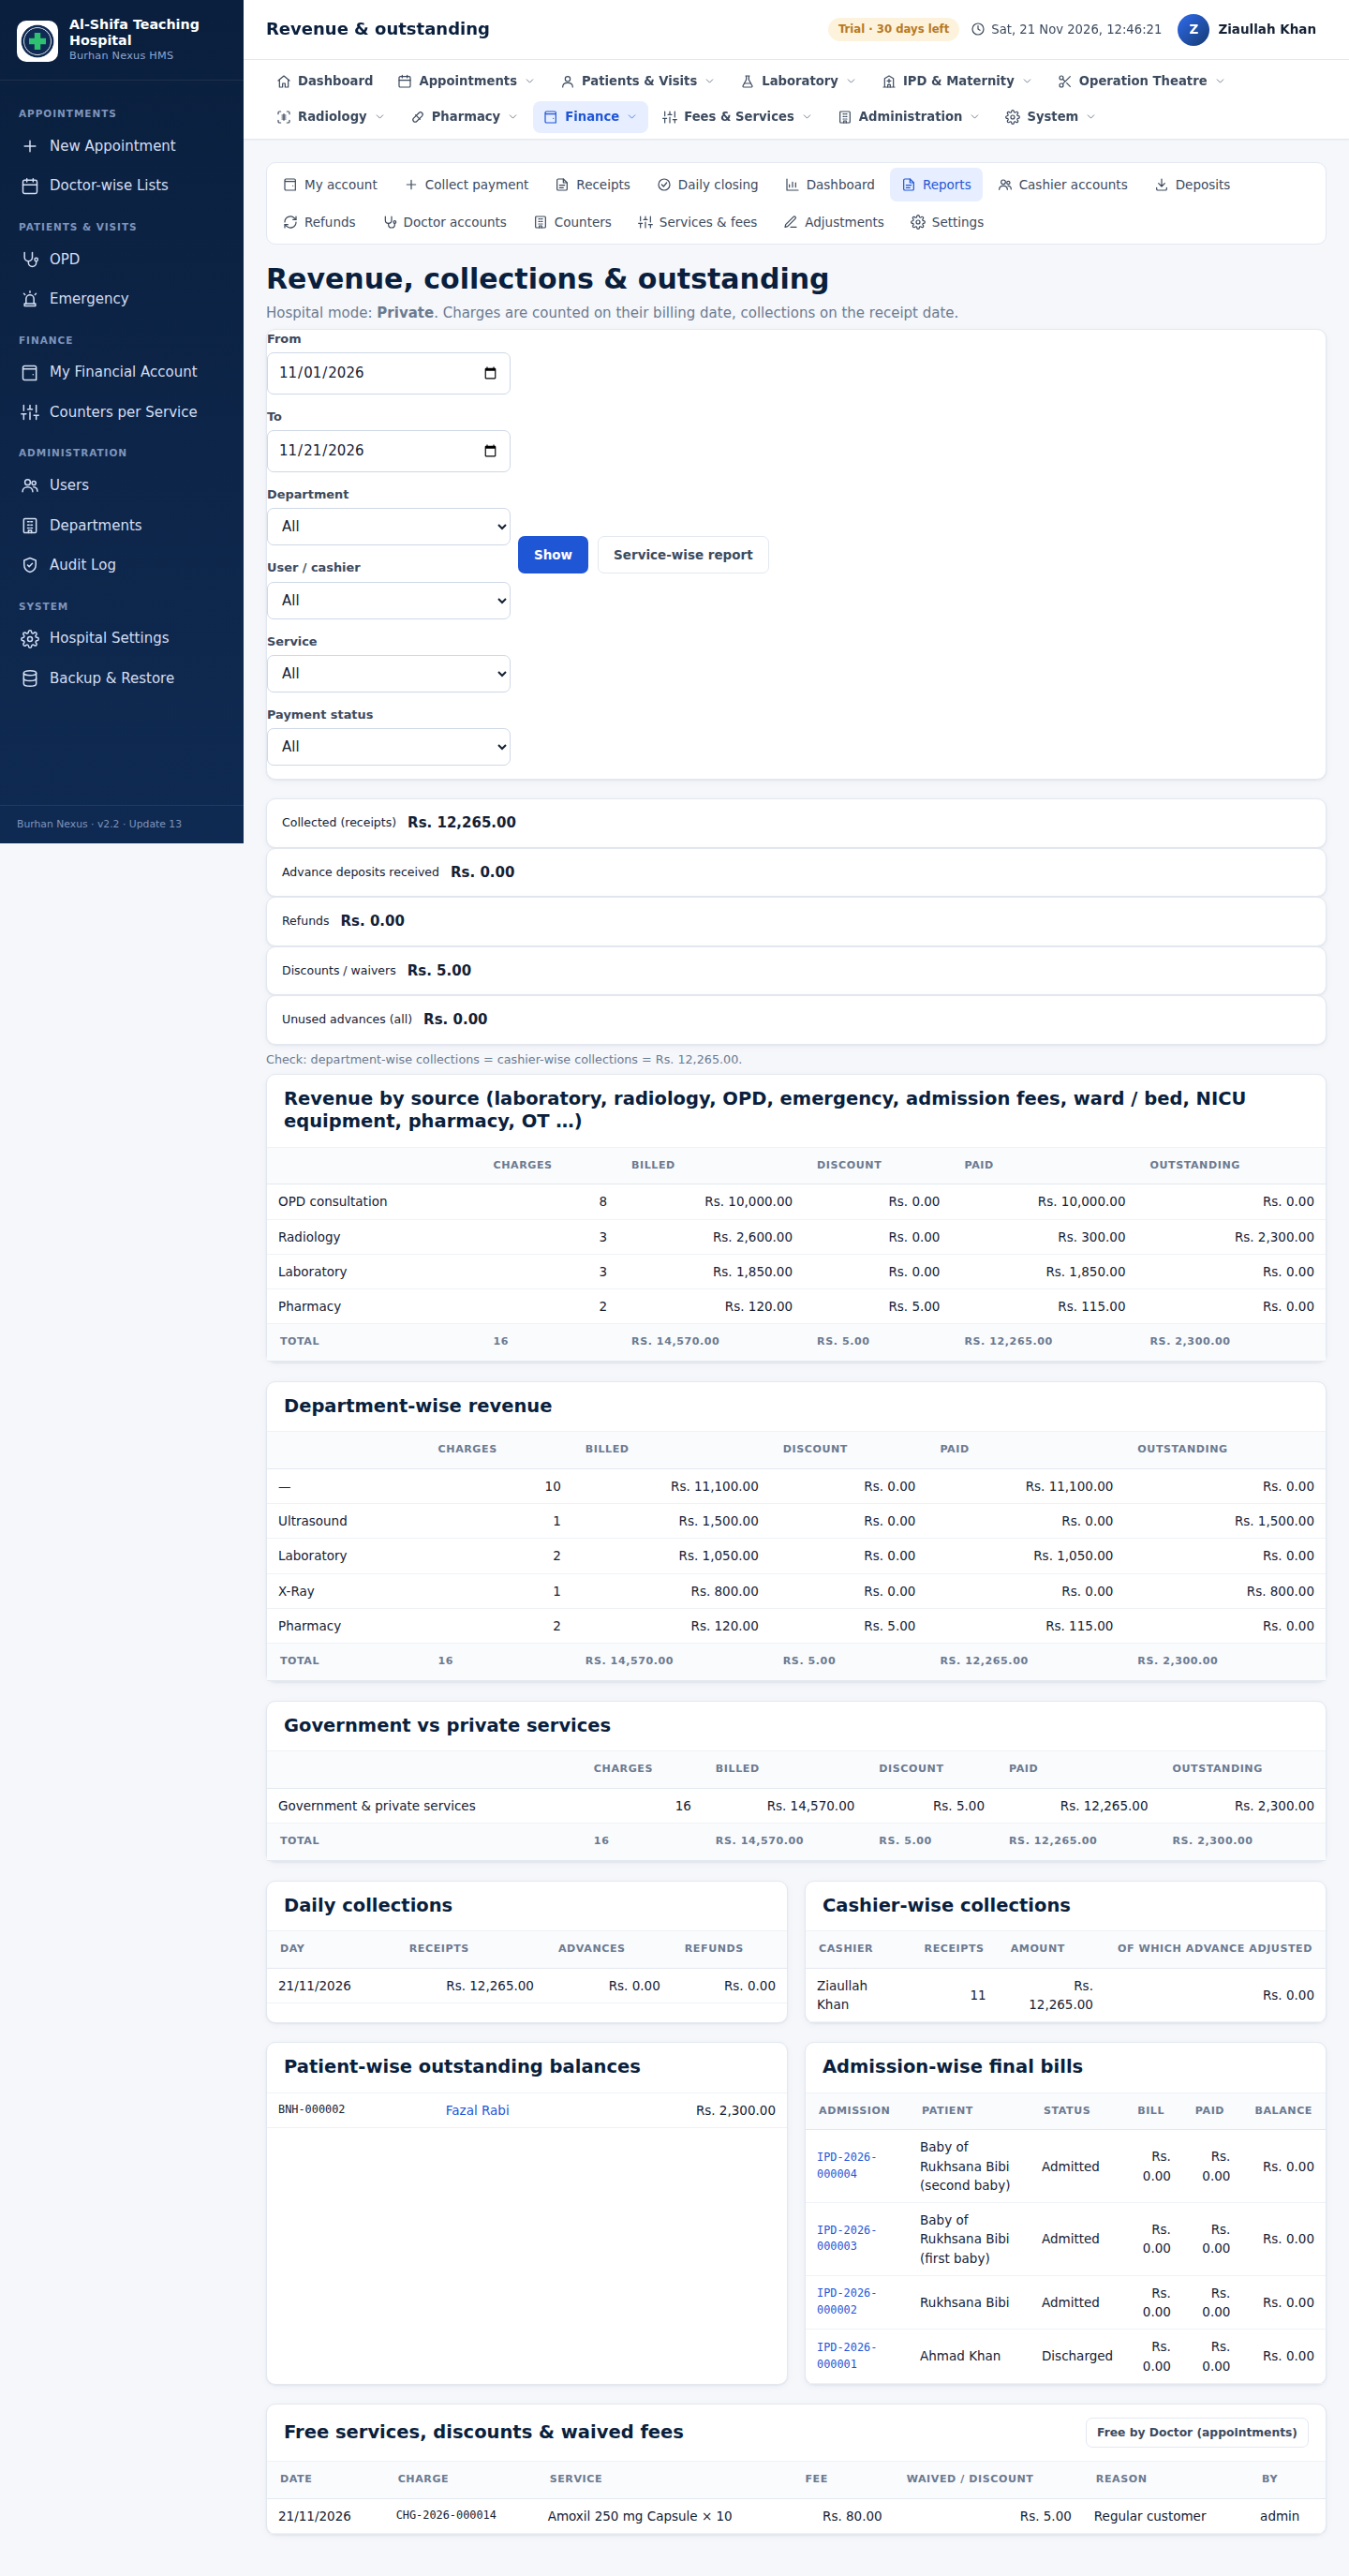 Al-Shifa Teaching
Hospital
Burhan Nexus HMS
APPOINTMENTS
New Appointment
Doctor-wise Lists
PATIENTS & VISITS
OPD
Emergency
FINANCE
My Financial Account
Counters per Service
ADMINISTRATION
Users
Departments
Audit Log
SYSTEM
Hospital Settings
Backup & Restore
Burhan Nexus · v2.2 · Update 13
Revenue & outstanding
Trial · 30 days left
Sat, 21 Nov 2026, 12:46:21
Z
Ziaullah Khan
Dashboard Appointments Patients & Visits Laboratory IPD & Maternity Operation Theatre
Radiology Pharmacy Finance Fees & Services Administration System
My account Collect payment Receipts Daily closing Dashboard Reports Cashier accounts Deposits
Refunds Doctor accounts Counters Services & fees Adjustments Settings
Revenue, collections & outstanding
Hospital mode: Private. Charges are counted on their billing date, collections on the receipt date.
From
11/01/2026
To
11/21/2026
Department
All
User / cashier
All
Service
All
Payment status
All
Show Service-wise report
Collected (receipts) Rs. 12,265.00
Advance deposits received Rs. 0.00
Refunds Rs. 0.00
Discounts / waivers Rs. 5.00
Unused advances (all) Rs. 0.00
Check: department-wise collections = cashier-wise collections = Rs. 12,265.00.
Revenue by source (laboratory, radiology, OPD, emergency, admission fees, ward / bed, NICU
equipment, pharmacy, OT …)
CHARGES BILLED DISCOUNT PAID OUTSTANDING
OPD consultation 8 Rs. 10,000.00 Rs. 0.00 Rs. 10,000.00 Rs. 0.00
Radiology 3 Rs. 2,600.00 Rs. 0.00 Rs. 300.00 Rs. 2,300.00
Laboratory 3 Rs. 1,850.00 Rs. 0.00 Rs. 1,850.00 Rs. 0.00
Pharmacy 2 Rs. 120.00 Rs. 5.00 Rs. 115.00 Rs. 0.00
TOTAL 16 RS. 14,570.00 RS. 5.00 RS. 12,265.00 RS. 2,300.00
Department-wise revenue
CHARGES BILLED DISCOUNT PAID OUTSTANDING
— 10 Rs. 11,100.00 Rs. 0.00 Rs. 11,100.00 Rs. 0.00
Ultrasound 1 Rs. 1,500.00 Rs. 0.00 Rs. 0.00 Rs. 1,500.00
Laboratory 2 Rs. 1,050.00 Rs. 0.00 Rs. 1,050.00 Rs. 0.00
X-Ray 1 Rs. 800.00 Rs. 0.00 Rs. 0.00 Rs. 800.00
Pharmacy 2 Rs. 120.00 Rs. 5.00 Rs. 115.00 Rs. 0.00
TOTAL 16 RS. 14,570.00 RS. 5.00 RS. 12,265.00 RS. 2,300.00
Government vs private services
CHARGES BILLED DISCOUNT PAID OUTSTANDING
Government & private services 16 Rs. 14,570.00 Rs. 5.00 Rs. 12,265.00 Rs. 2,300.00
TOTAL 16 RS. 14,570.00 RS. 5.00 RS. 12,265.00 RS. 2,300.00
Daily collections
DAY RECEIPTS ADVANCES REFUNDS
21/11/2026 Rs. 12,265.00 Rs. 0.00 Rs. 0.00
Cashier-wise collections
CASHIER RECEIPTS AMOUNT OF WHICH ADVANCE ADJUSTED
Ziaullah Khan 11 Rs. 12,265.00 Rs. 0.00
Patient-wise outstanding balances
BNH-000002 Fazal Rabi Rs. 2,300.00
Admission-wise final bills
ADMISSION PATIENT STATUS BILL PAID BALANCE
IPD-2026-000004 Baby of Rukhsana Bibi (second baby) Admitted Rs. 0.00 Rs. 0.00 Rs. 0.00
IPD-2026-000003 Baby of Rukhsana Bibi (first baby) Admitted Rs. 0.00 Rs. 0.00 Rs. 0.00
IPD-2026-000002 Rukhsana Bibi Admitted Rs. 0.00 Rs. 0.00 Rs. 0.00
IPD-2026-000001 Ahmad Khan Discharged Rs. 0.00 Rs. 0.00 Rs. 0.00
Free services, discounts & waived fees
Free by Doctor (appointments)
DATE CHARGE SERVICE FEE WAIVED / DISCOUNT REASON BY
21/11/2026 CHG-2026-000014 Amoxil 250 mg Capsule × 10 Rs. 80.00 Rs. 5.00 Regular customer admin